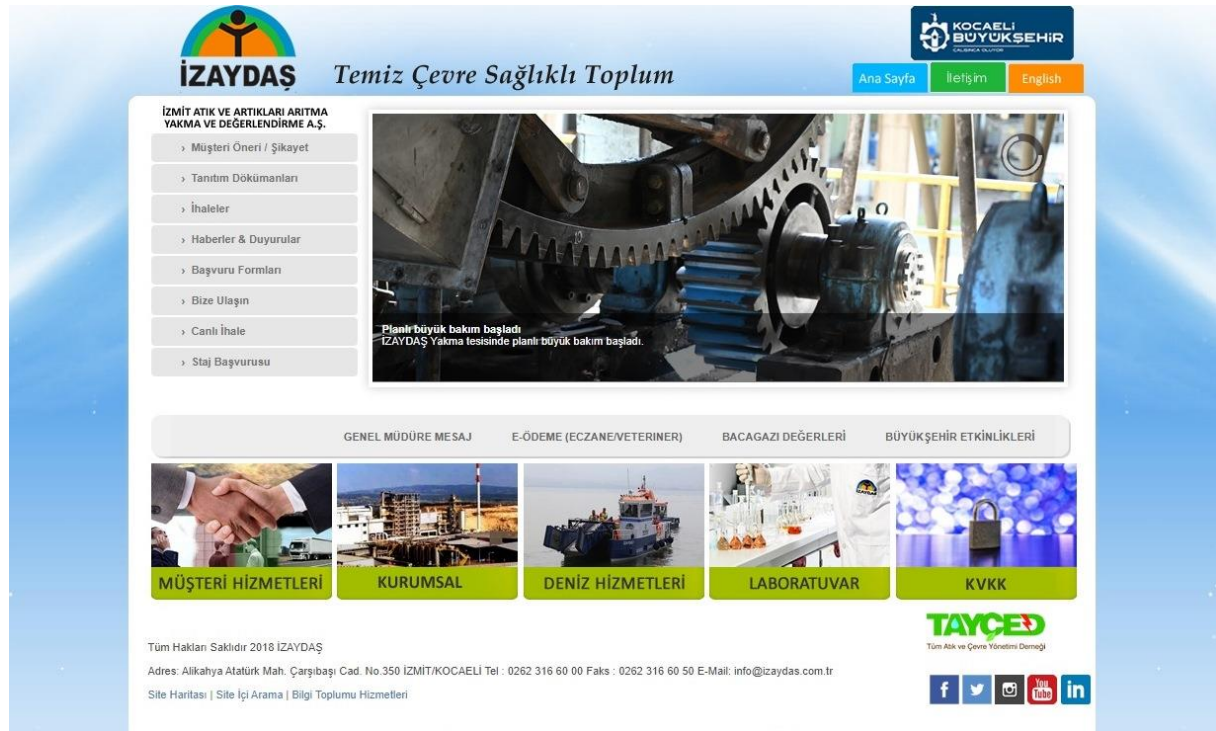 İZAYDAŞ
Temiz Çevre Sağlıklı Toplum
KOCAELİ
BÜYÜKŞEHİR
ÇALIŞINCA OLUYOR
Ana Sayfa
İletişim
English
İZMİT ATIK VE ARTIKLARI ARITMA
YAKMA VE DEĞERLENDİRME A.Ş.
› Müşteri Öneri / Şikayet
› Tanıtım Dökümanları
› İhaleler
› Haberler & Duyurular
› Başvuru Formları
› Bize Ulaşın
› Canlı İhale
› Staj Başvurusu
Planlı büyük bakım başladı
İZAYDAŞ Yakma tesisinde planlı büyük bakım başladı.
GENEL MÜDÜRE MESAJ
E-ÖDEME (ECZANE/VETERINER)
BACAGAZI DEĞERLERİ
BÜYÜKŞEHİR ETKİNLİKLERİ
MÜŞTERİ HİZMETLERİ
KURUMSAL
DENİZ HİZMETLERİ
LABORATUVAR
KVKK
TAYÇED
Tüm Atık ve Çevre Yönetimi Derneği
Tüm Hakları Saklıdır 2018 İZAYDAŞ
Adres: Alikahya Atatürk Mah. Çarşıbaşı Cad. No.350 İZMİT/KOCAELİ Tel : 0262 316 60 00 Faks : 0262 316 60 50 E-Mail: info@izaydas.com.tr
Site Haritası | Site İçi Arama | Bilgi Toplumu Hizmetleri
f
You
Tube
in